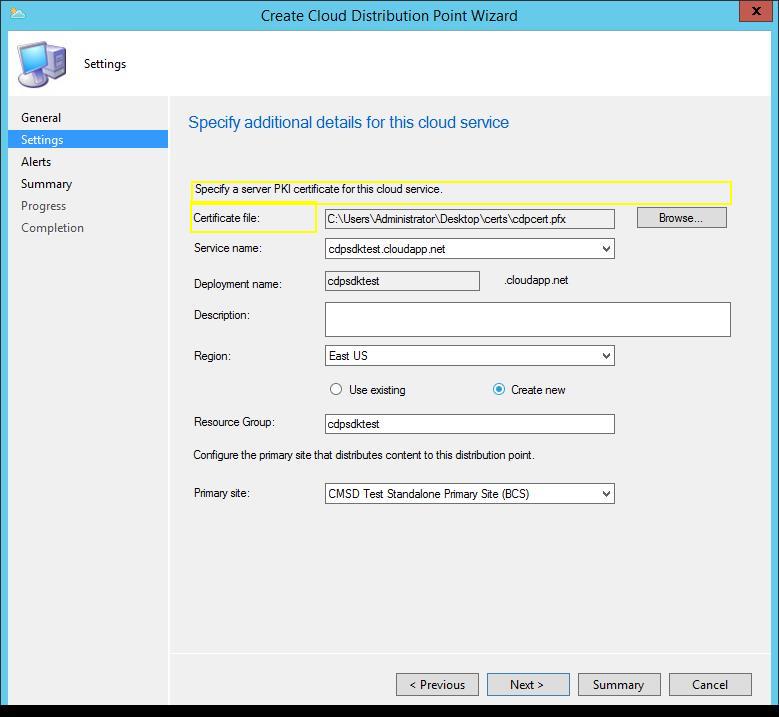 Create Cloud Distribution Point Wizard
x
Settings
General
Settings
Alerts
Summary
Progress
Completion
Specify additional details for this cloud service
Specify a server PKI certificate for this cloud service.
Certificate file: C:\Users\Administrator\Desktop\certs\cdpcert.pfx Browse...
Service name: cdpsdktest.cloudapp.net
Deployment name: cdpsdktest .cloudapp.net
Description:
Region: East US
Use existing Create new
Resource Group: cdpsdktest
Configure the primary site that distributes content to this distribution point.
Primary site: CMSD Test Standalone Primary Site (BCS)
< Previous Next > Summary Cancel